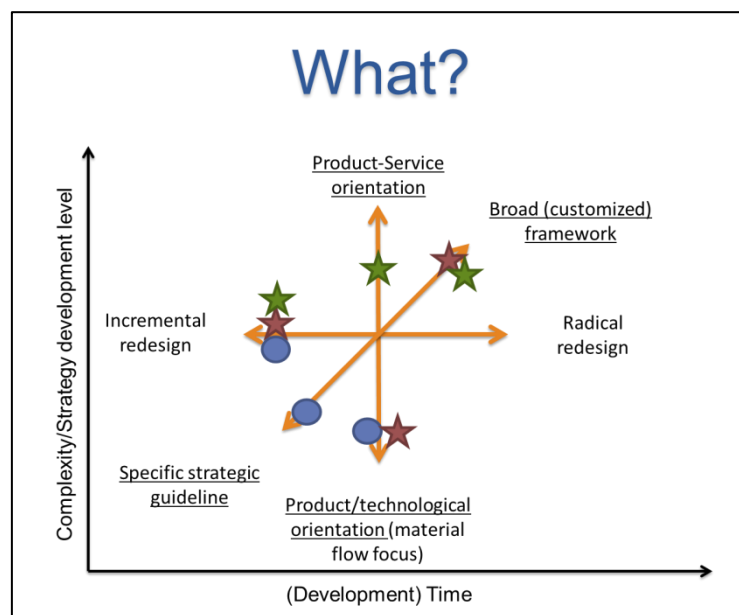 What?
Complexity/Strategy development level
Product-Service
orientation
Broad (customized)
framework
Incremental
redesign
Radical
redesign
Specific strategic
guideline
Product/technological
orientation (material
flow focus)
(Development) Time